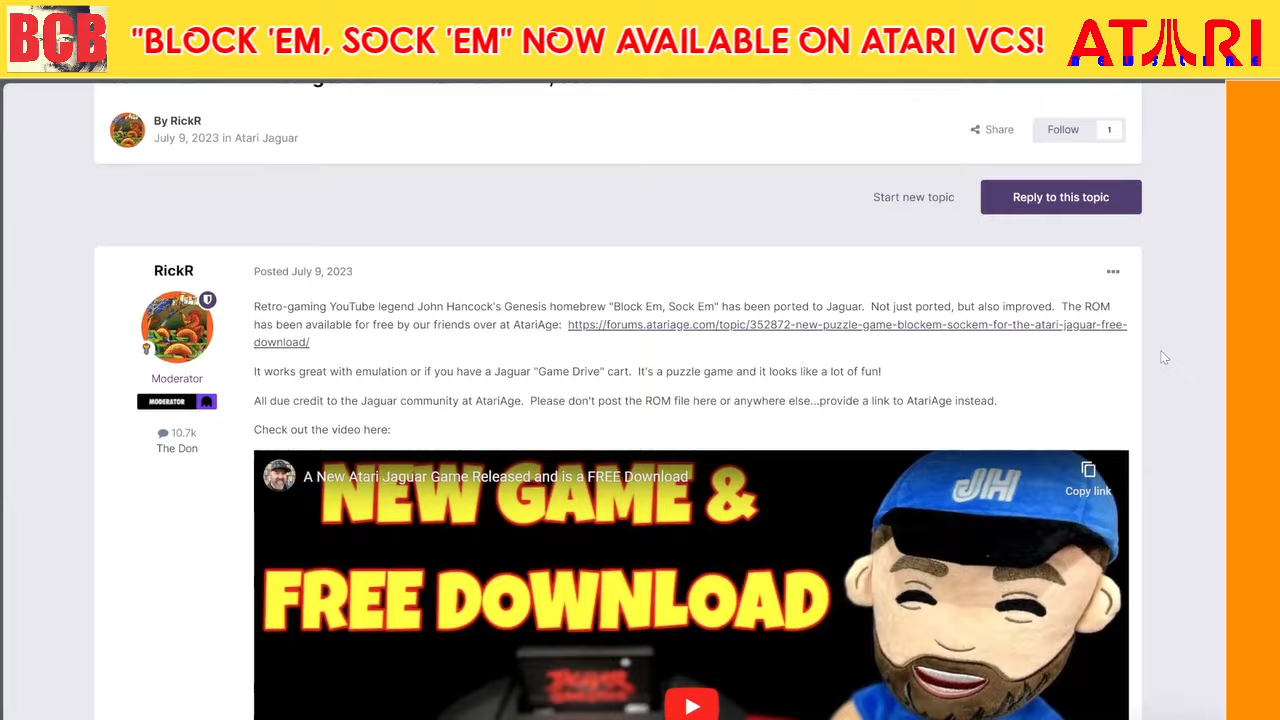 BCB
"BLOCK 'EM, SOCK 'EM" NOW AVAILABLE ON ATARI VCS!
ATARI
By RickR
July 9, 2023 in Atari Jaguar
Share
Follow
1
Start new topic
Reply to this topic
RickR
Posted July 9, 2023
Retro-gaming YouTube legend John Hancock's Genesis homebrew "Block Em, Sock Em" has been ported to Jaguar. Not just ported, but also improved. The ROM
has been available for free by our friends over at AtariAge: https://forums.atariage.com/topic/352872-new-puzzle-game-blockem-sockem-for-the-atari-jaguar-free-
download/
It works great with emulation or if you have a Jaguar "Game Drive" cart. It's a puzzle game and it looks like a lot of fun!
Moderator
MODERATOR
All due credit to the Jaguar community at AtariAge. Please don't post the ROM file here or anywhere else...provide a link to AtariAge instead.
10.7k
The Don
Check out the video here:
A New Atari Jaguar Game Released and is a FREE Download
Copy link
NEW GAME &
FREE DOWNLOAD
JH